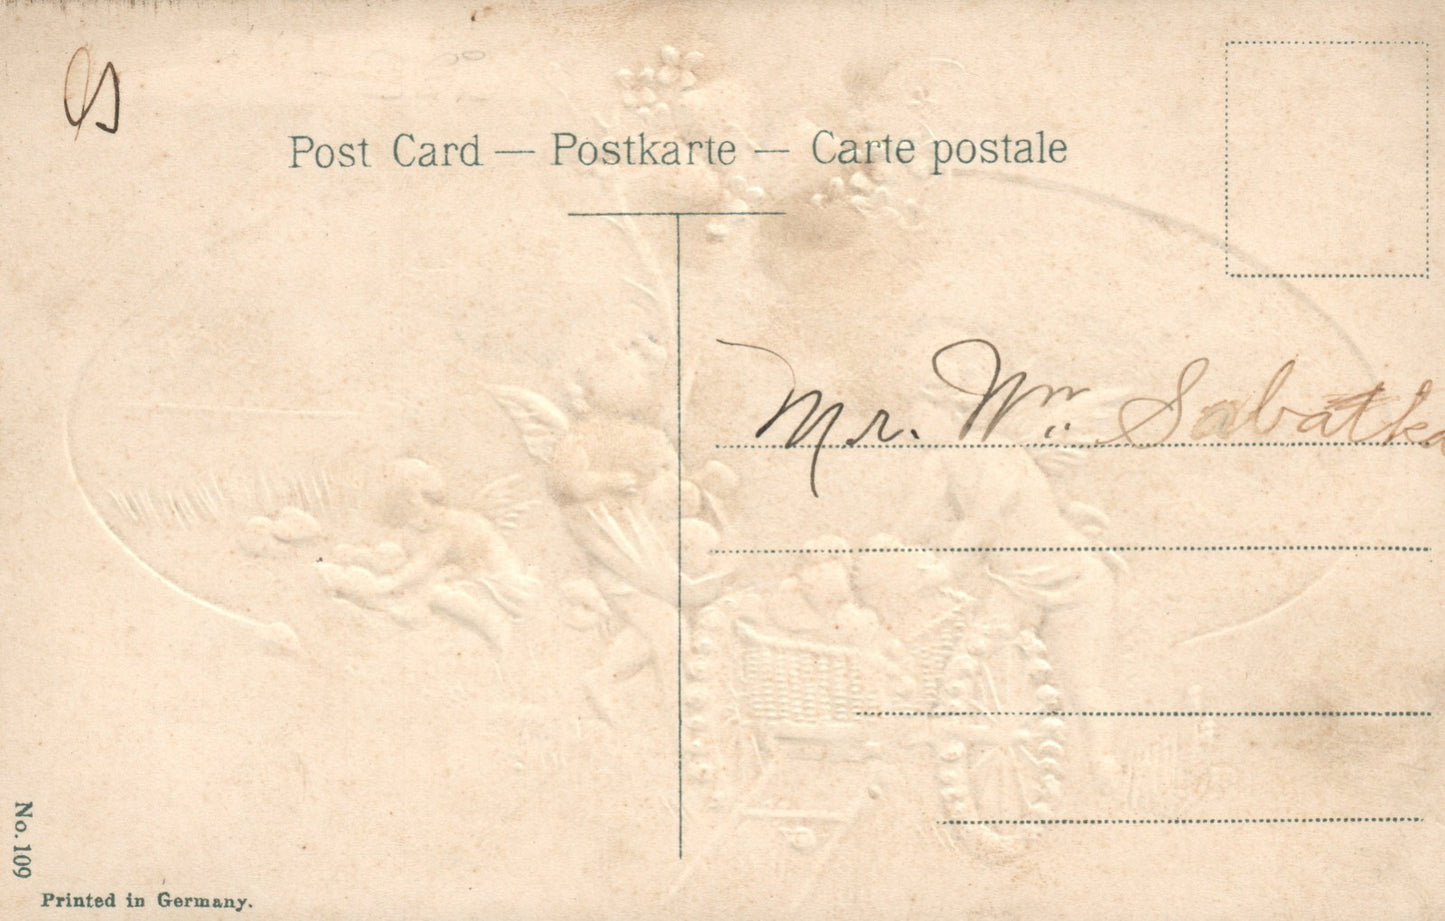 Post Card — Postkarte — Carte postale
Mr. Wm. Sabatka
No. 109
Printed in Germany.